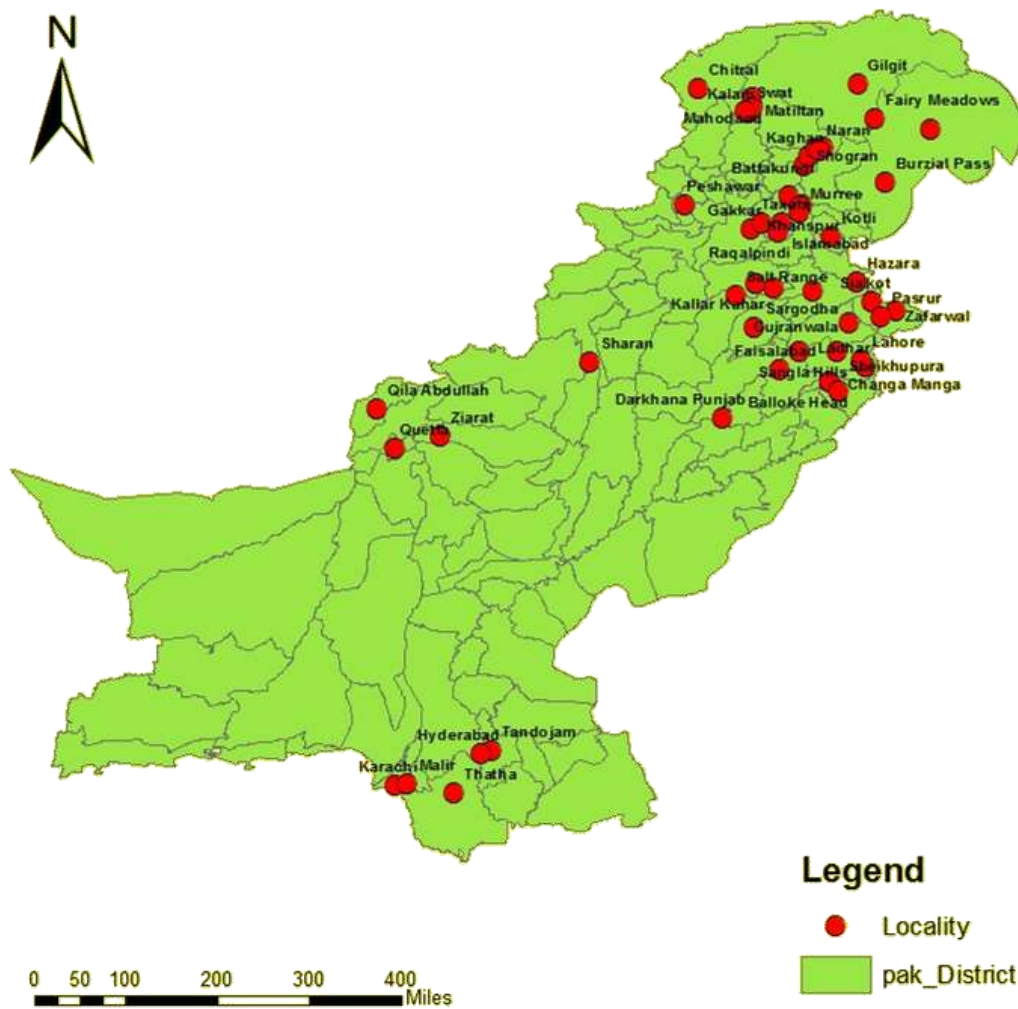 N
Chitral
Gilgit
Kalam
Swat
Fairy Meadows
Mahodand
Matiltan
Naran
Kaghan
Shogran
Battakundi
Burzial Pass
Peshawar
Murree
Gakkar
Taxila
Kotli
Khanspur
Islamabad
Raqalpindi
Hazara
Salt Range
Sialkot
Kallar Kahar
Sargodha
Pasrur
Zafarwal
Gujranwala
Sharan
Lahore
Falsalabad
Ladhar
Sheikhupura
Sangla Hills
Changa Manga
Qila Abdullah
Darkhana Punjab
Balloke Head
Ziarat
Quetta
Hyderabad
Tandojam
Karachi
Malir
Thatha
Legend
Locality
pak_District
0 50 100 200 300 400
Miles